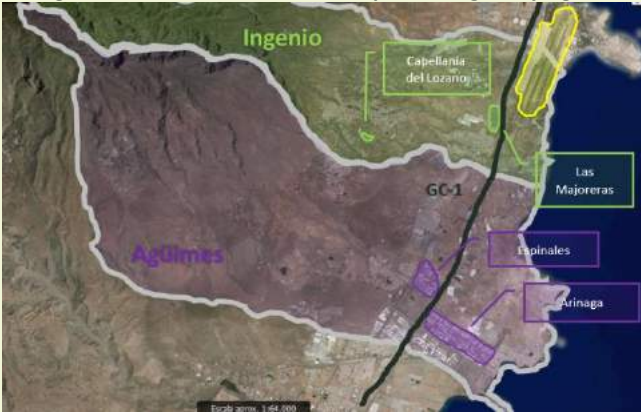 Ingenio
Capellanía
del Lozano
Las
Majoreras
GC-1
Espinales
Agüimes
Arinaga
Escala aprox. 1:64.000